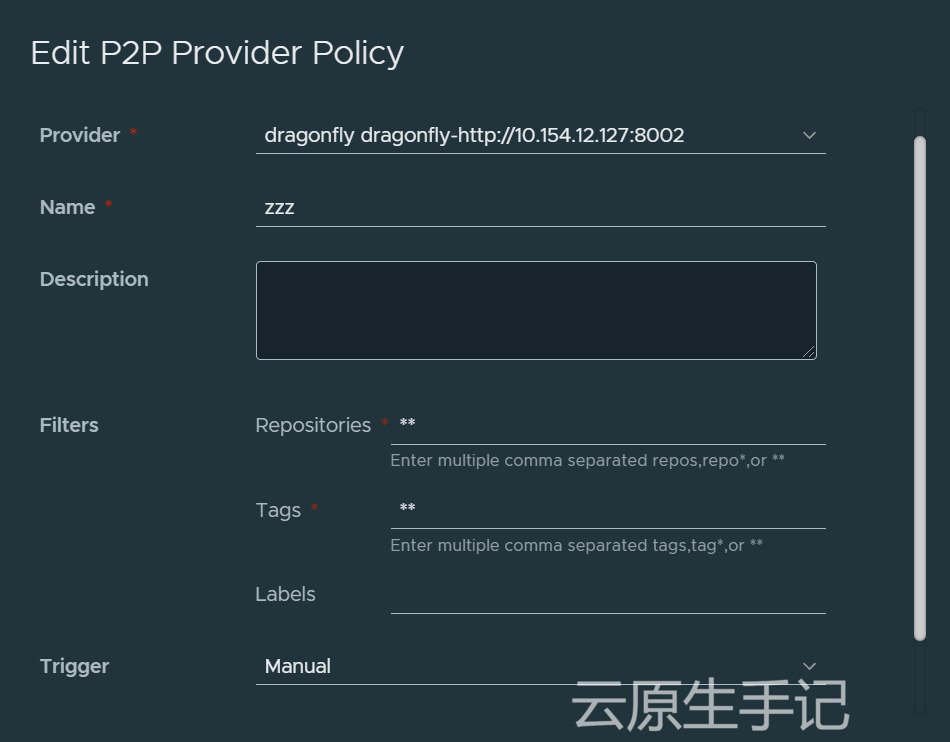 Edit P2P Provider Policy
Provider *
dragonfly dragonfly-http://10.154.12.127:8002
Name *
zzz
Description
Filters
Repositories *
**
Enter multiple comma separated repos,repo*,or **
Tags *
**
Enter multiple comma separated tags,tag*,or **
Labels
Trigger
Manual
云原生手记